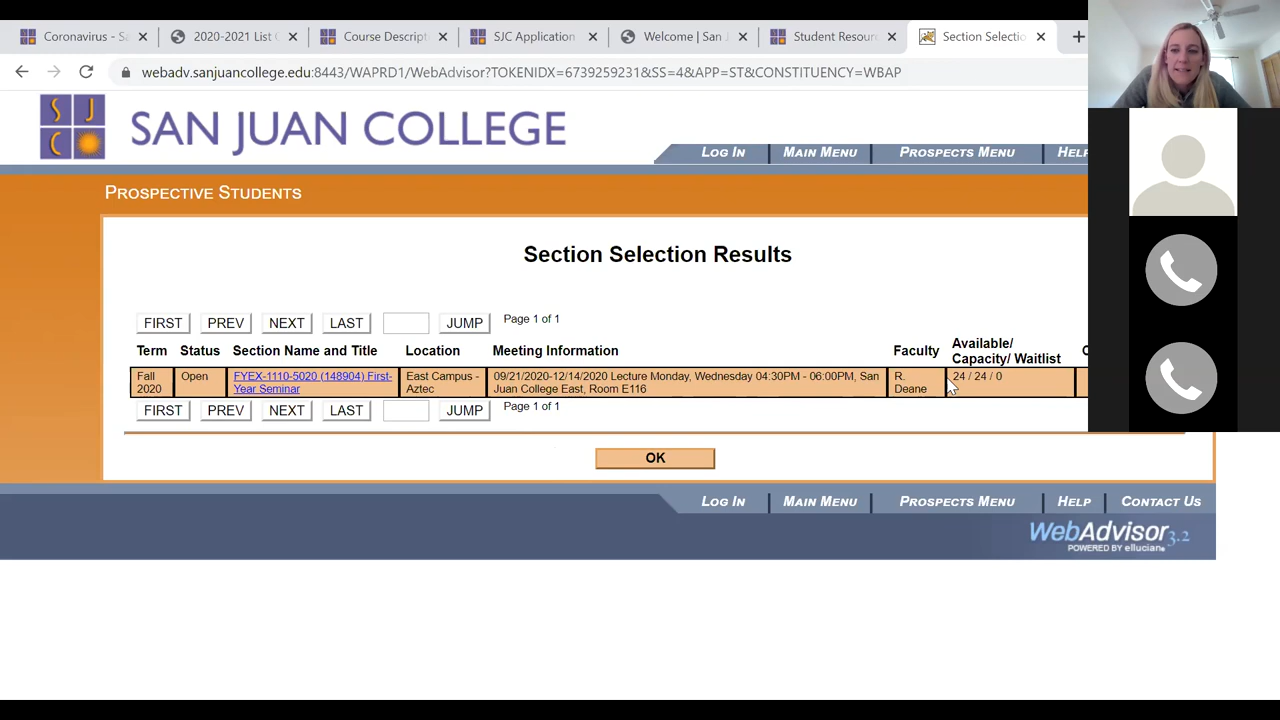 Coronavirus - Sa
2020-2021 List
Course Descript
SJC Application
Welcome | San J
Student Resour
Section Selectio
webadv.sanjuancollege.edu:8443/WAPRD1/WebAdvisor?TOKENIDX=6739259231&SS=4&APP=ST&CONSTITUENCY=WBAP
SJC
SAN JUAN COLLEGE
LOG IN MAIN MENU PROSPECTS MENU HELP
PROSPECTIVE STUDENTS
Section Selection Results
FIRST PREV NEXT LAST JUMP Page 1 of 1
Term Status Section Name and Title Location Meeting Information Faculty Available/ Capacity/ Waitlist
Fall 2020 Open FYEX-1110-5020 (148904) First-Year Seminar East Campus - Aztec 09/21/2020-12/14/2020 Lecture Monday, Wednesday 04:30PM - 06:00PM, San Juan College East, Room E116 R. Deane 24 / 24 / 0
FIRST PREV NEXT LAST JUMP Page 1 of 1
OK
LOG IN MAIN MENU PROSPECTS MENU HELP CONTACT US
WebAdvisor 3.2
POWERED BY ellucian